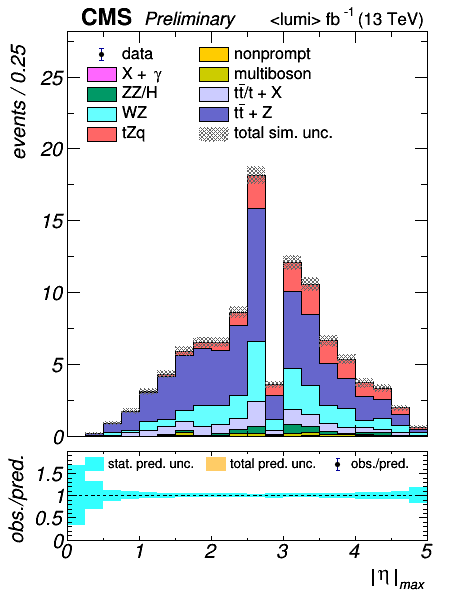 CMS Preliminary <lumi> fb⁻¹ (13 TeV)
events / 0.25
data
nonprompt
X + γ
multiboson
ZZ/H
tt̄/t + X
WZ
tt̄ + Z
tZq
total sim. unc.
25
20
15
10
5
0
obs./pred.
stat. pred. unc.
total pred. unc.
obs./pred.
1.5
1
0.5
0
0 1 2 3 4 5
|η|max